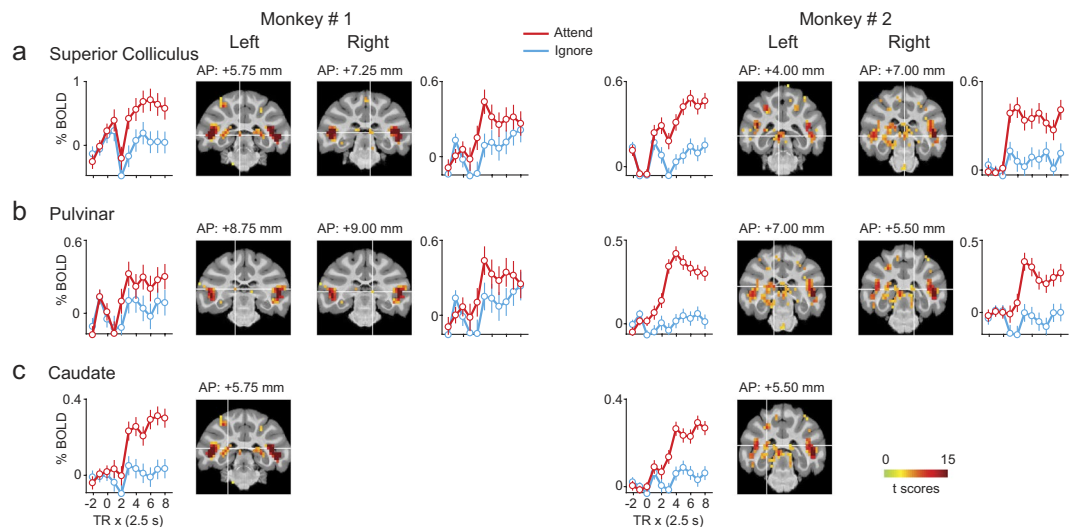 Monkey # 1
Monkey # 2
Left
Right
Attend
Ignore
Left
Right
a
Superior Colliculus
AP: +5.75 mm
AP: +7.25 mm
AP: +4.00 mm
AP: +7.00 mm
1
0
% BOLD
0.6
0
0.6
0
0.6
0
b
Pulvinar
AP: +8.75 mm
AP: +9.00 mm
AP: +7.00 mm
AP: +5.50 mm
0.6
0
% BOLD
0.6
0
0.5
0
0.6
0
c
Caudate
AP: +5.75 mm
AP: +5.50 mm
0.4
0
% BOLD
0.4
0
-2 0 2 4 6 8
TR x (2.5 s)
-2 0 2 4 6 8
TR x (2.5 s)
0 15
t scores